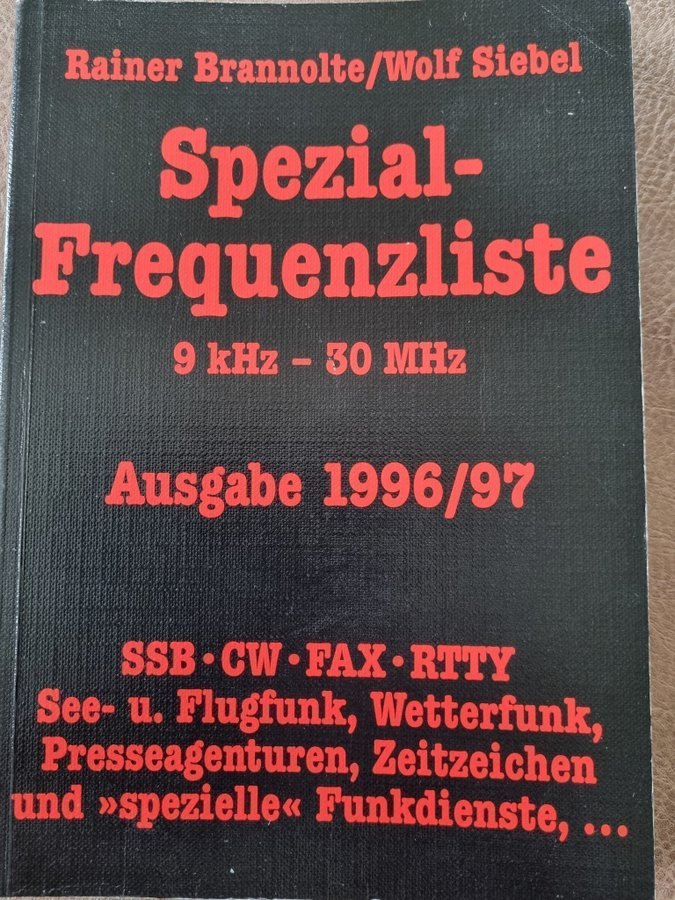 Rainer Brannolte/Wolf Siebel
Spezial-
Frequenzliste
9 kHz – 30 MHz
Ausgabe 1996/97
SSB · CW · FAX · RTTY
See- u. Flugfunk, Wetterfunk,
Presseagenturen, Zeitzeichen
und »spezielle« Funkdienste, ...